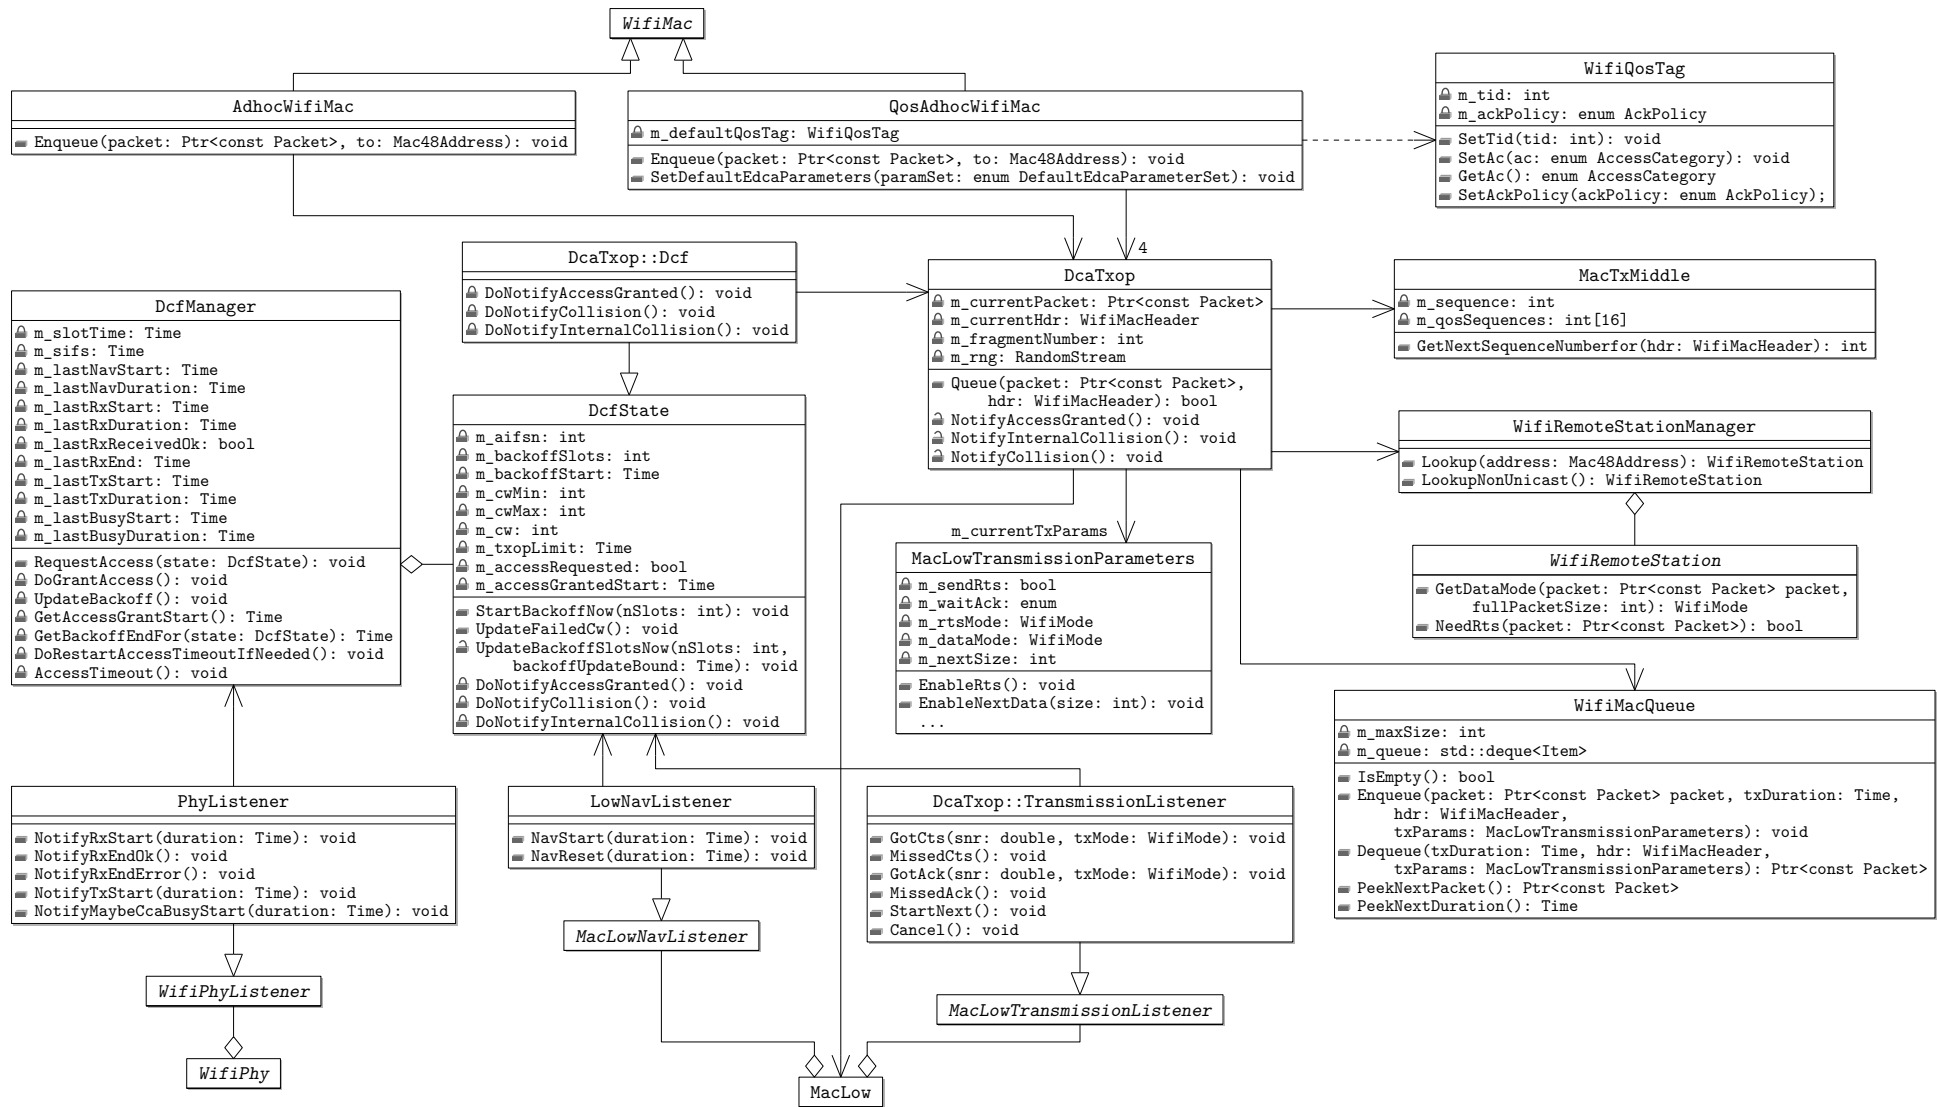 WifiMac
AdhocWifiMac
Enqueue(packet: Ptr<const Packet>, to: Mac48Address): void
QosAdhocWifiMac
m_defaultQosTag: WifiQosTag
Enqueue(packet: Ptr<const Packet>, to: Mac48Address): void
SetDefaultEdcaParameters(paramSet: enum DefaultEdcaParameterSet): void
WifiQosTag
m_tid: int
m_ackPolicy: enum AckPolicy
SetTid(tid: int): void
SetAc(ac: enum AccessCategory): void
GetAc(): enum AccessCategory
SetAckPolicy(ackPolicy: enum AckPolicy);
DcfManager
m_slotTime: Time
m_sifs: Time
m_lastNavStart: Time
m_lastNavDuration: Time
m_lastRxStart: Time
m_lastRxDuration: Time
m_lastRxReceivedOk: bool
m_lastRxEnd: Time
m_lastTxStart: Time
m_lastTxDuration: Time
m_lastBusyStart: Time
m_lastBusyDuration: Time
RequestAccess(state: DcfState): void
DoGrantAccess(): void
UpdateBackoff(): void
GetAccessGrantStart(): Time
GetBackoffEndFor(state: DcfState): Time
DoRestartAccessTimeoutIfNeeded(): void
AccessTimeout(): void
DcaTxop::Dcf
DoNotifyAccessGranted(): void
DoNotifyCollision(): void
DoNotifyInternalCollision(): void
DcfState
m_aifsn: int
m_backoffSlots: int
m_backoffStart: Time
m_cwMin: int
m_cwMax: int
m_cw: int
m_txopLimit: Time
m_accessRequested: bool
m_accessGrantedStart: Time
StartBackoffNow(nSlots: int): void
UpdateFailedCw(): void
UpdateBackoffSlotsNow(nSlots: int,
backoffUpdateBound: Time): void
DoNotifyAccessGranted(): void
DoNotifyCollision(): void
DoNotifyInternalCollision(): void
4
DcaTxop
m_currentPacket: Ptr<const Packet>
m_currentHdr: WifiMacHeader
m_fragmentNumber: int
m_rng: RandomStream
Queue(packet: Ptr<const Packet>,
hdr: WifiMacHeader): bool
NotifyAccessGranted(): void
NotifyInternalCollision(): void
NotifyCollision(): void
m_currentTxParams
MacLowTransmissionParameters
m_sendRts: bool
m_waitAck: enum
m_rtsMode: WifiMode
m_dataMode: WifiMode
m_nextSize: int
EnableRts(): void
EnableNextData(size: int): void
...
MacTxMiddle
m_sequence: int
m_qosSequences: int[16]
GetNextSequenceNumberfor(hdr: WifiMacHeader): int
WifiRemoteStationManager
Lookup(address: Mac48Address): WifiRemoteStation
LookupNonUnicast(): WifiRemoteStation
WifiRemoteStation
GetDataMode(packet: Ptr<const Packet> packet,
fullPacketSize: int): WifiMode
NeedRts(packet: Ptr<const Packet>): bool
WifiMacQueue
m_maxSize: int
m_queue: std::deque<Item>
IsEmpty(): bool
Enqueue(packet: Ptr<const Packet> packet, txDuration: Time,
hdr: WifiMacHeader,
txParams: MacLowTransmissionParameters): void
Dequeue(txDuration: Time, hdr: WifiMacHeader,
txParams: MacLowTransmissionParameters): Ptr<const Packet>
PeekNextPacket(): Ptr<const Packet>
PeekNextDuration(): Time
PhyListener
NotifyRxStart(duration: Time): void
NotifyRxEndOk(): void
NotifyRxEndError(): void
NotifyTxStart(duration: Time): void
NotifyMaybeCcaBusyStart(duration: Time): void
WifiPhyListener
WifiPhy
LowNavListener
NavStart(duration: Time): void
NavReset(duration: Time): void
MacLowNavListener
DcaTxop::TransmissionListener
GotCts(snr: double, txMode: WifiMode): void
MissedCts(): void
GotAck(snr: double, txMode: WifiMode): void
MissedAck(): void
StartNext(): void
Cancel(): void
MacLowTransmissionListener
MacLow